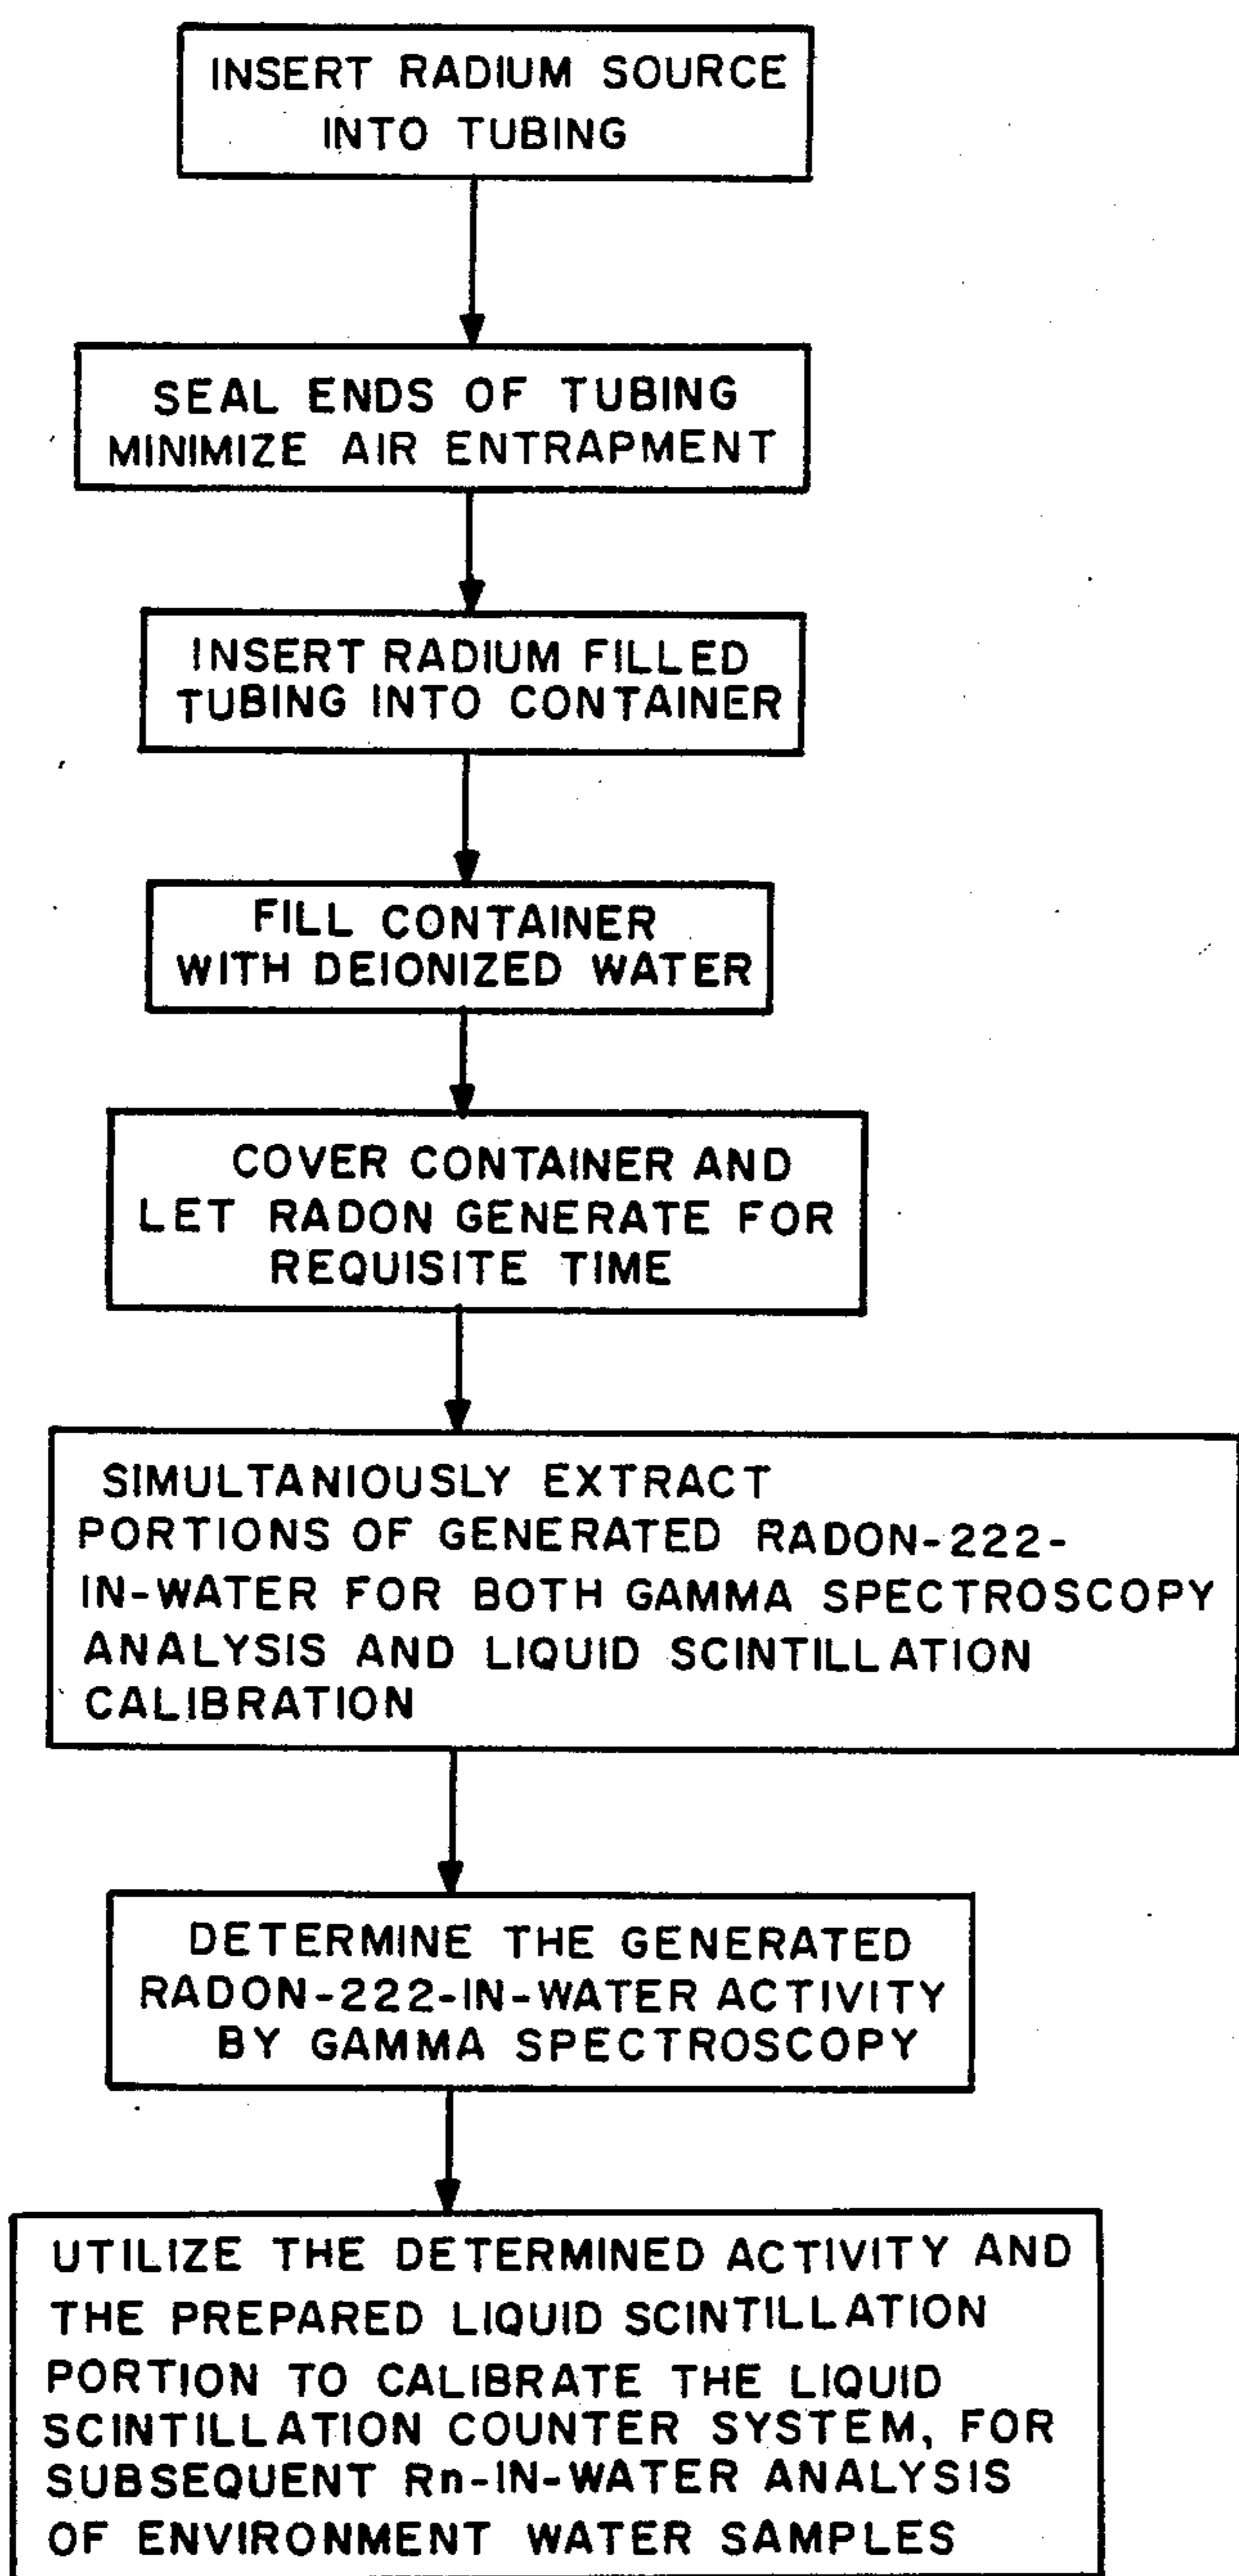 INSERT RADIUM SOURCE
INTO TUBING
SEAL ENDS OF TUBING
MINIMIZE AIR ENTRAPMENT
INSERT RADIUM FILLED
TUBING INTO CONTAINER
FILL CONTAINER
WITH DEIONIZED WATER
COVER CONTAINER AND
LET RADON GENERATE FOR
REQUISITE TIME
SIMULTANIOUSLY EXTRACT
PORTIONS OF GENERATED RADON-222-
IN-WATER FOR BOTH GAMMA SPECTROSCOPY
ANALYSIS AND LIQUID SCINTILLATION
CALIBRATION
DETERMINE THE GENERATED
RADON-222-IN-WATER ACTIVITY
BY GAMMA SPECTROSCOPY
UTILIZE THE DETERMINED ACTIVITY AND
THE PREPARED LIQUID SCINTILLATION
PORTION TO CALIBRATE THE LIQUID
SCINTILLATION COUNTER SYSTEM, FOR
SUBSEQUENT Rn-IN-WATER ANALYSIS
OF ENVIRONMENT WATER SAMPLES